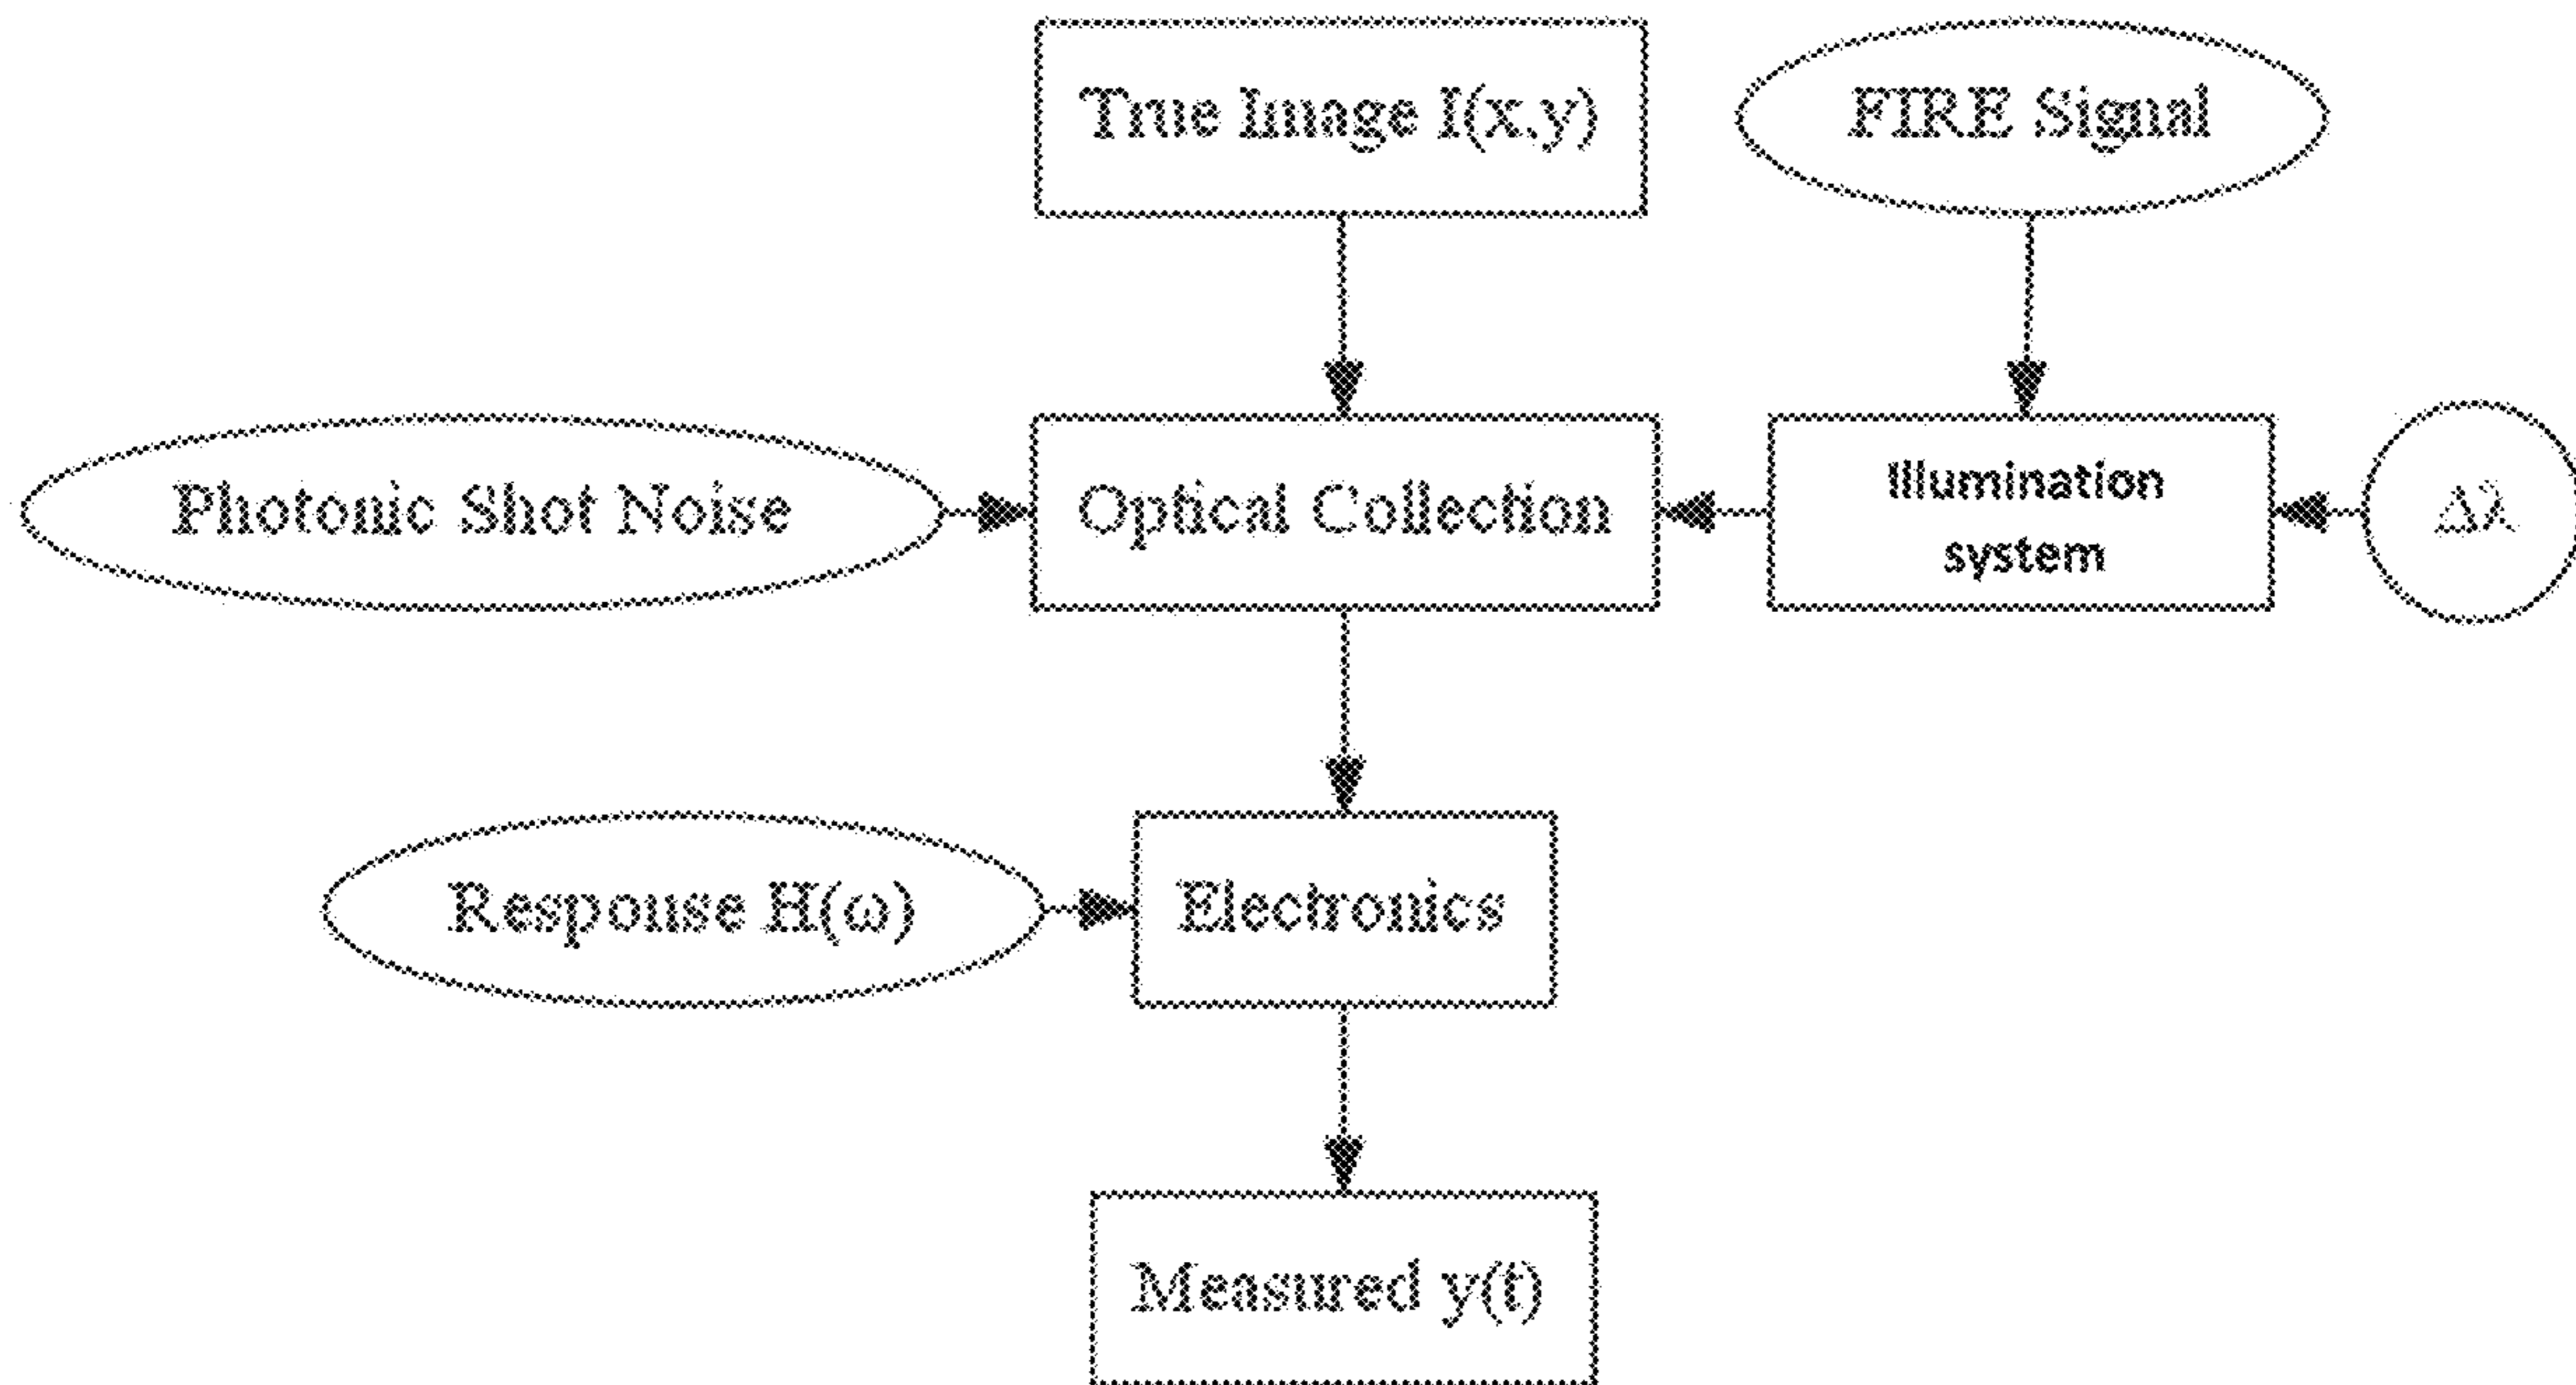 True Image I(x,y)
FIRE Signal
Photonic Shot Noise
Optical Collection
Illumination
system
Δλ
Response H(ω)
Electronics
Measured y(t)